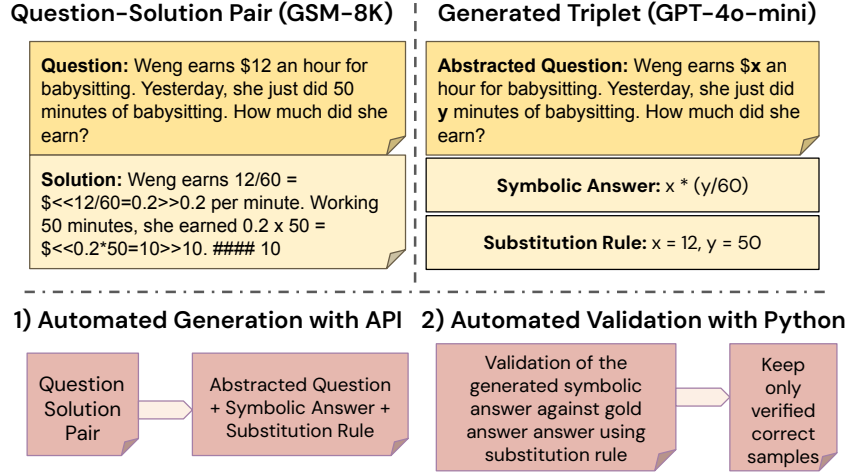 Question-Solution Pair (GSM-8K)
Question: Weng earns $12 an hour for
babysitting. Yesterday, she just did 50
minutes of babysitting. How much did she
earn?
Solution: Weng earns 12/60 =
$<<12/60=0.2>>0.2 per minute. Working
50 minutes, she earned 0.2 x 50 =
$<<0.2*50=10>>10. #### 10
Generated Triplet (GPT-4o-mini)
Abstracted Question: Weng earns $x an
hour for babysitting. Yesterday, she just did
y minutes of babysitting. How much did she
earn?
Symbolic Answer: x * (y/60)
Substitution Rule: x = 12, y = 50
1) Automated Generation with API
Question
Solution
Pair
Abstracted Question
+ Symbolic Answer +
Substitution Rule
2) Automated Validation with Python
Validation of the
generated symbolic
answer against gold
answer answer using
substitution rule
Keep
only
verified
correct
samples